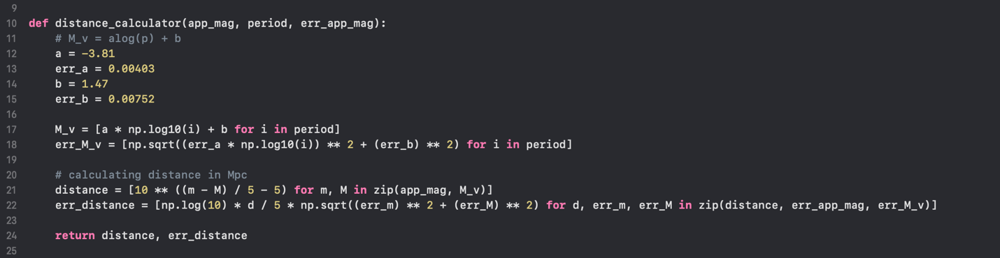 9
10 def distance_calculator(app_mag, period, err_app_mag):
11     # M_v = alog(p) + b
12     a = -3.81
13     err_a = 0.00403
14     b = 1.47
15     err_b = 0.00752
16
17     M_v = [a * np.log10(i) + b for i in period]
18     err_M_v = [np.sqrt((err_a * np.log10(i)) ** 2 + (err_b) ** 2) for i in period]
19
20     # calculating distance in Mpc
21     distance = [10 ** ((m - M) / 5 - 5) for m, M in zip(app_mag, M_v)]
22     err_distance = [np.log(10) * d / 5 * np.sqrt((err_m) ** 2 + (err_M) ** 2) for d, err_m, err_M in zip(distance, err_app_mag, err_M_v)]
23
24     return distance, err_distance
25